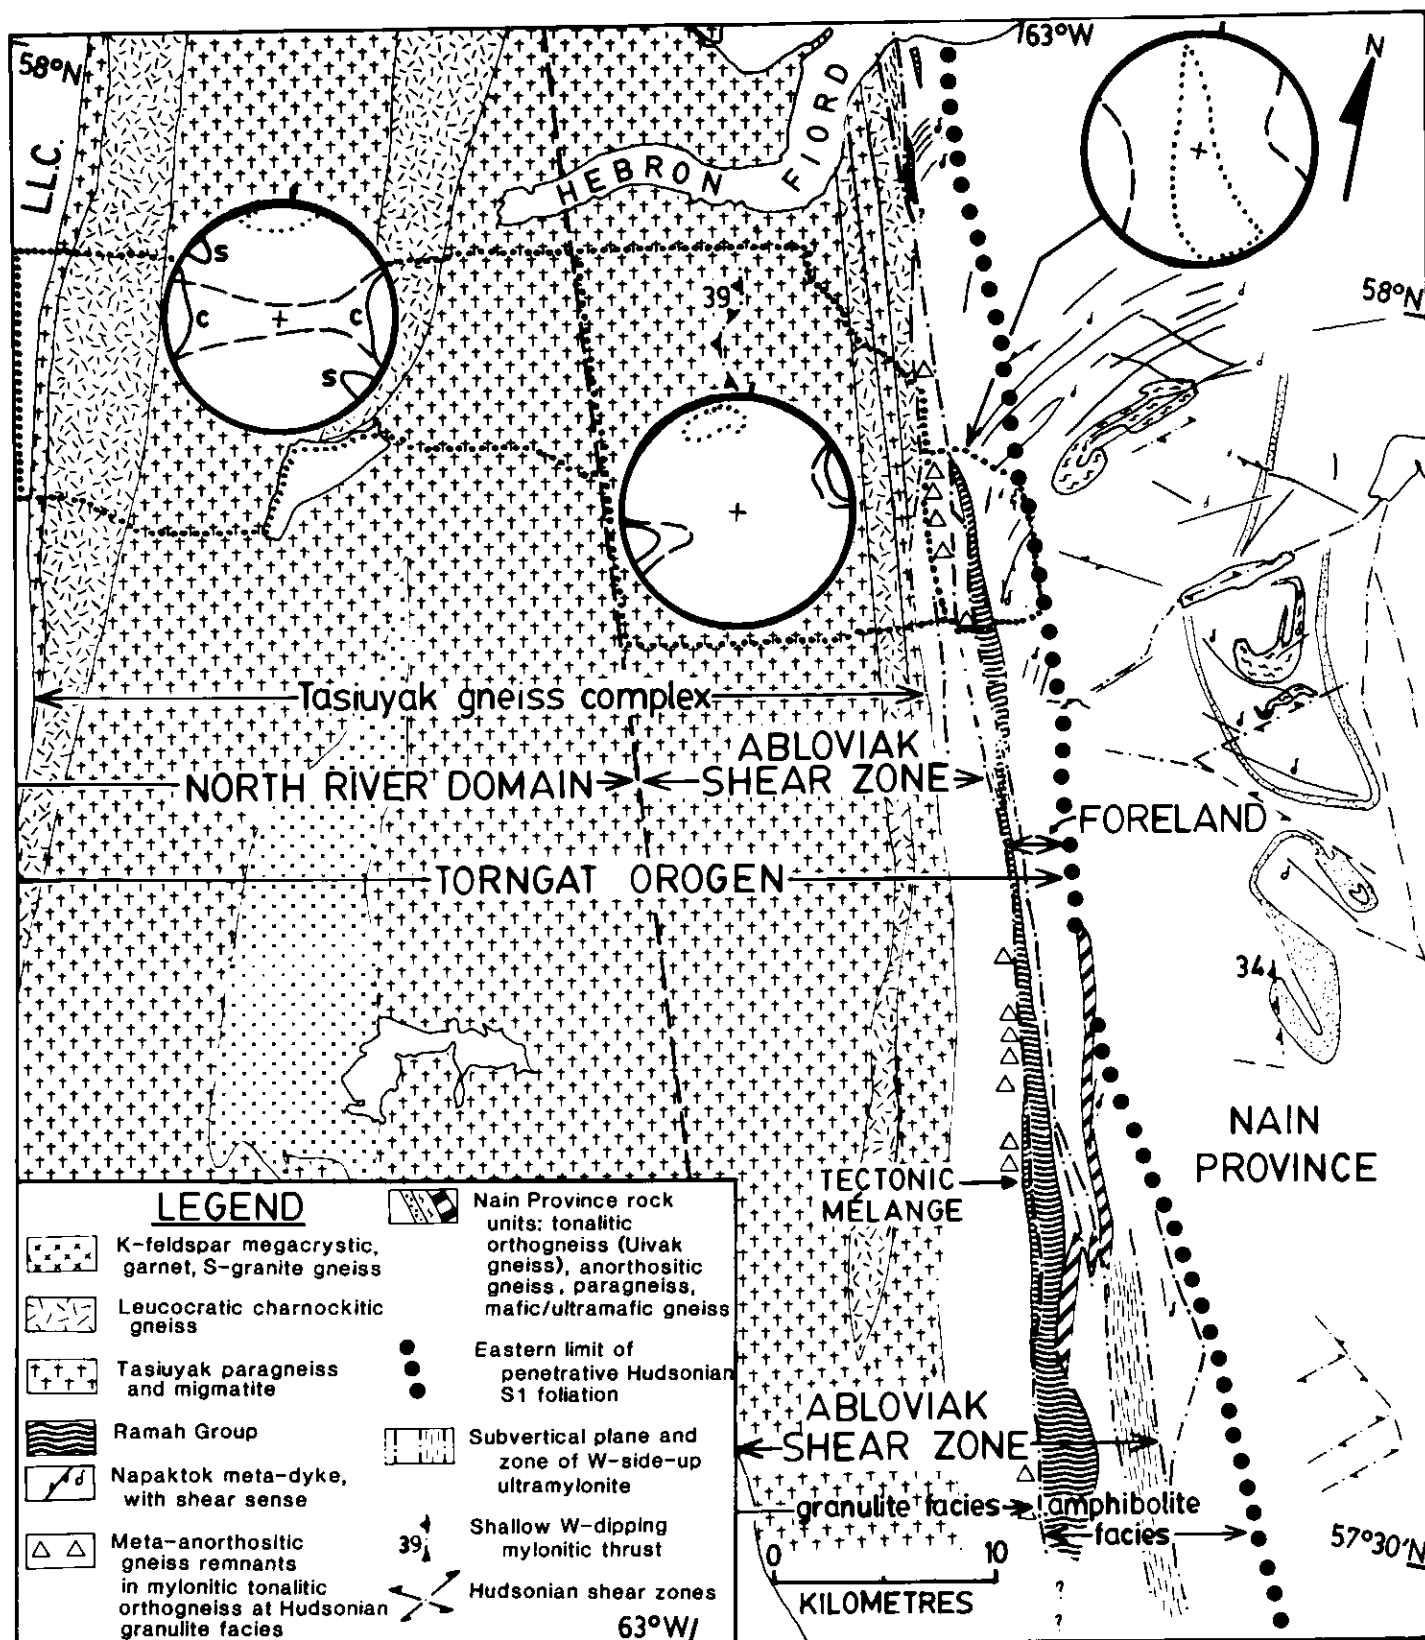 58°N
63°W
N
L.L.C.
HEBRON
FIORD
58°N
S
C
C
S
39
Tasiuyak gneiss complex
ABLOVIAK
NORTH RIVER DOMAIN
SHEAR ZONE
FORELAND
TORNGAT OROGEN
34
NAIN
PROVINCE
TECTONIC
MÉLANGE
LEGEND
K-feldspar megacrystic,
garnet, S-granite gneiss
Leucocratic charnockitic
gneiss
Tasiuyak paragneiss
and migmatite
Ramah Group
Napaktok meta-dyke,
with shear sense
Meta-anorthositic
gneiss remnants
in mylonitic tonalitic
orthogneiss at Hudsonian
granulite facies
Nain Province rock
units: tonalitic
orthogneiss (Uivak
gneiss), anorthositic
gneiss, paragneiss,
mafic/ultramafic gneiss
Eastern limit of
penetrative Hudsonian
S1 foliation
Subvertical plane and
zone of W-side-up
ultramylonite
39
Shallow W-dipping
mylonitic thrust
Hudsonian shear zones
63°W
ABLOVIAK
SHEAR ZONE
granulite facies
amphibolite
facies
57°30'N
0 10
KILOMETRES
?
?